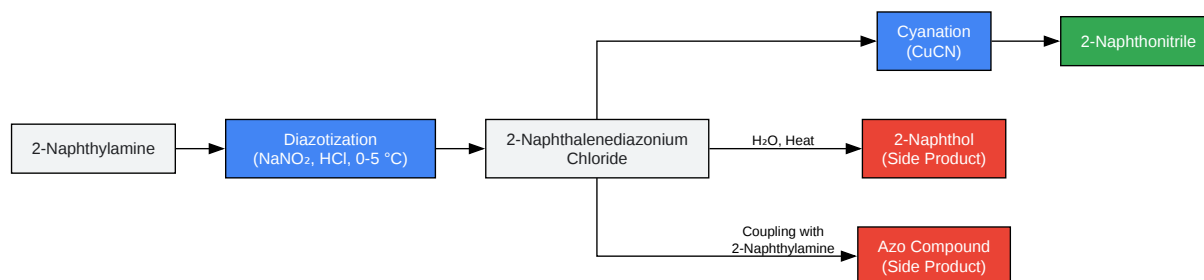 Cyanation
(CuCN)
2-Naphthonitrile
2-Naphthylamine
Diazotization
(NaNO₂, HCl, 0-5 °C)
2-Naphthalenediazonium
Chloride
H₂O, Heat
2-Naphthol
(Side Product)
Coupling with
2-Naphthylamine
Azo Compound
(Side Product)